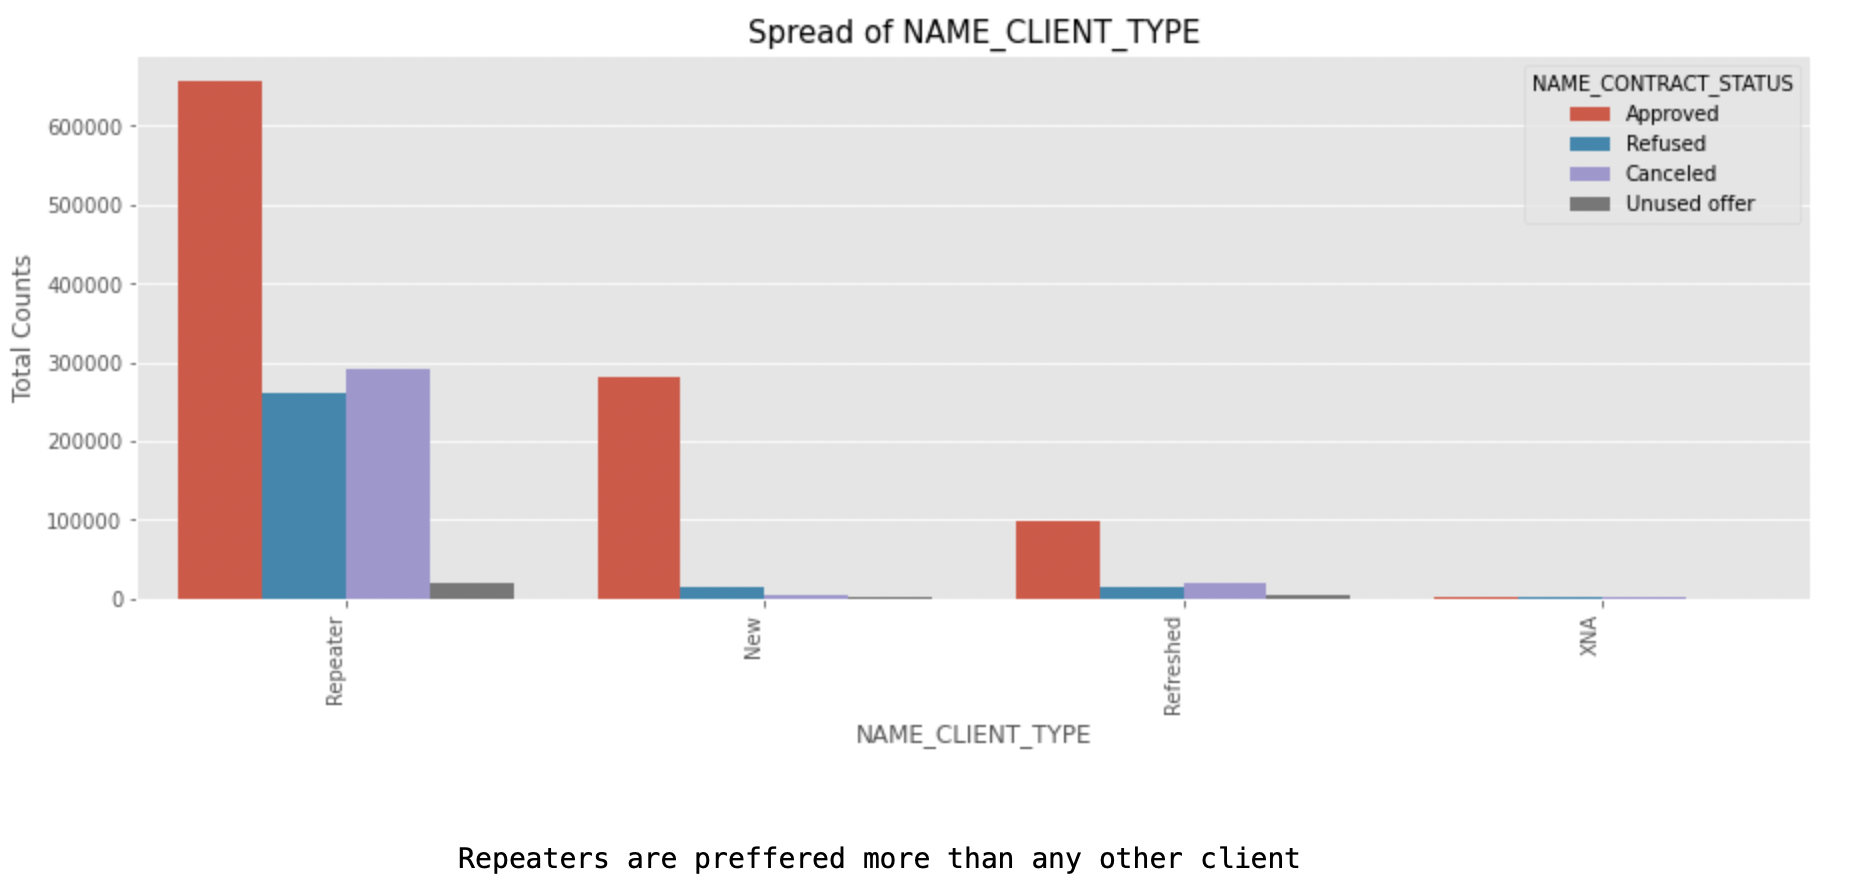 Spread of NAME_CLIENT_TYPE
NAME_CONTRACT_STATUS
Approved
Refused
Canceled
Unused offer
Total Counts
600000
500000
400000
300000
200000
100000
0
Repeater
New
Refreshed
XNA
NAME_CLIENT_TYPE
Repeaters are preffered more than any other client